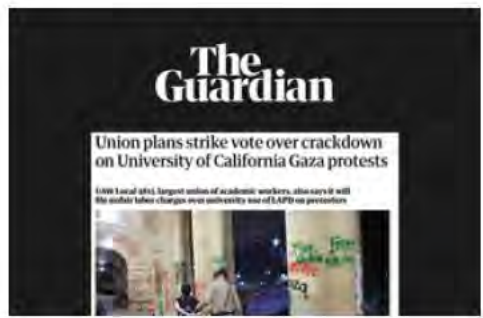 The
Guardian
Union plans strike vote over crackdown
on University of California Gaza protests
UAW Local 4811, largest union of academic workers, also says it will
file unfair labor charges over university use of LAPD on protesters
Free